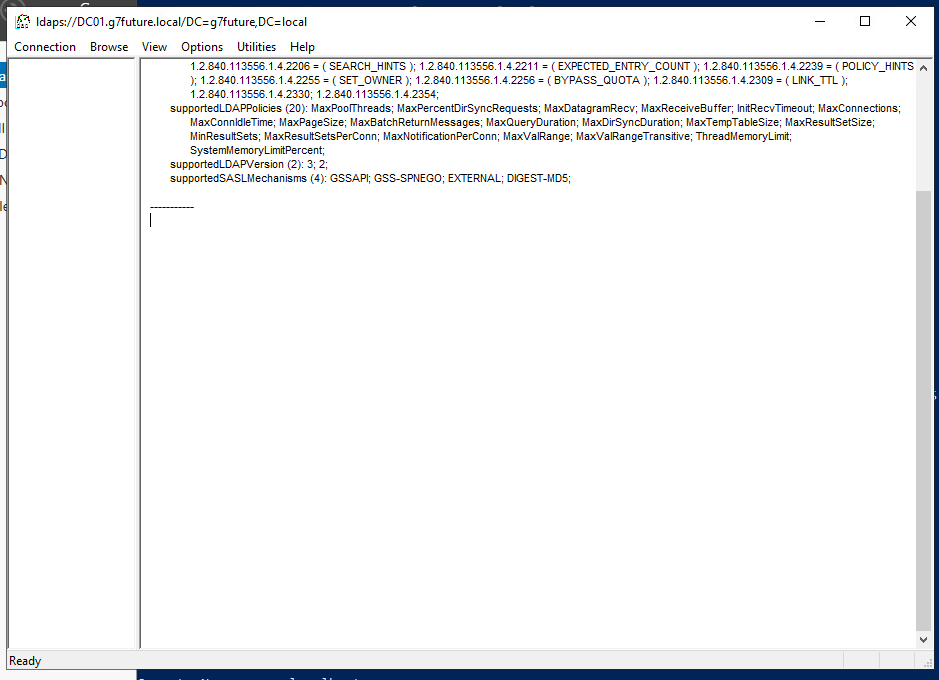 ldaps://DC01.g7future.local/DC=g7future,DC=local
Connection Browse View Options Utilities Help
1.2.840.113556.1.4.2206 = ( SEARCH_HINTS ); 1.2.840.113556.1.4.2211 = ( EXPECTED_ENTRY_COUNT ); 1.2.840.113556.1.4.2239 = ( POLICY_HINTS
); 1.2.840.113556.1.4.2255 = ( SET_OWNER ); 1.2.840.113556.1.4.2256 = ( BYPASS_QUOTA ); 1.2.840.113556.1.4.2309 = ( LINK_TTL );
1.2.840.113556.1.4.2330; 1.2.840.113556.1.4.2354;
supportedLDAPPolicies (20): MaxPoolThreads; MaxPercentDirSyncRequests; MaxDatagramRecv; MaxReceiveBuffer; InitRecvTimeout; MaxConnections;
MaxConnIdleTime; MaxPageSize; MaxBatchReturnMessages; MaxQueryDuration; MaxDirSyncDuration; MaxTempTableSize; MaxResultSetSize;
MinResultSets; MaxResultSetsPerConn; MaxNotificationPerConn; MaxValRange; MaxValRangeTransitive; ThreadMemoryLimit;
SystemMemoryLimitPercent;
supportedLDAPVersion (2): 3; 2;
supportedSASLMechanisms (4): GSSAPI; GSS-SPNEGO; EXTERNAL; DIGEST-MD5;
-----------
Ready